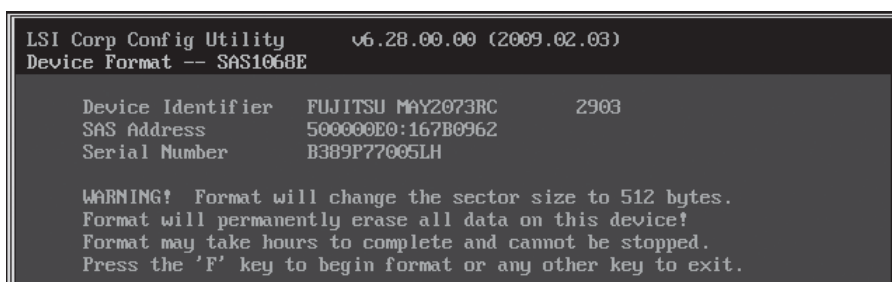 LSI Corp Config Utility v6.28.00.00 (2009.02.03)
Device Format -- SAS1068E
Device Identifier FUJITSU MAY2073RC 2903
SAS Address 500000E0:167B0962
Serial Number B389P77005LH
WARNING! Format will change the sector size to 512 bytes.
Format will permanently erase all data on this device!
Format may take hours to complete and cannot be stopped.
Press the 'F' key to begin format or any other key to exit.